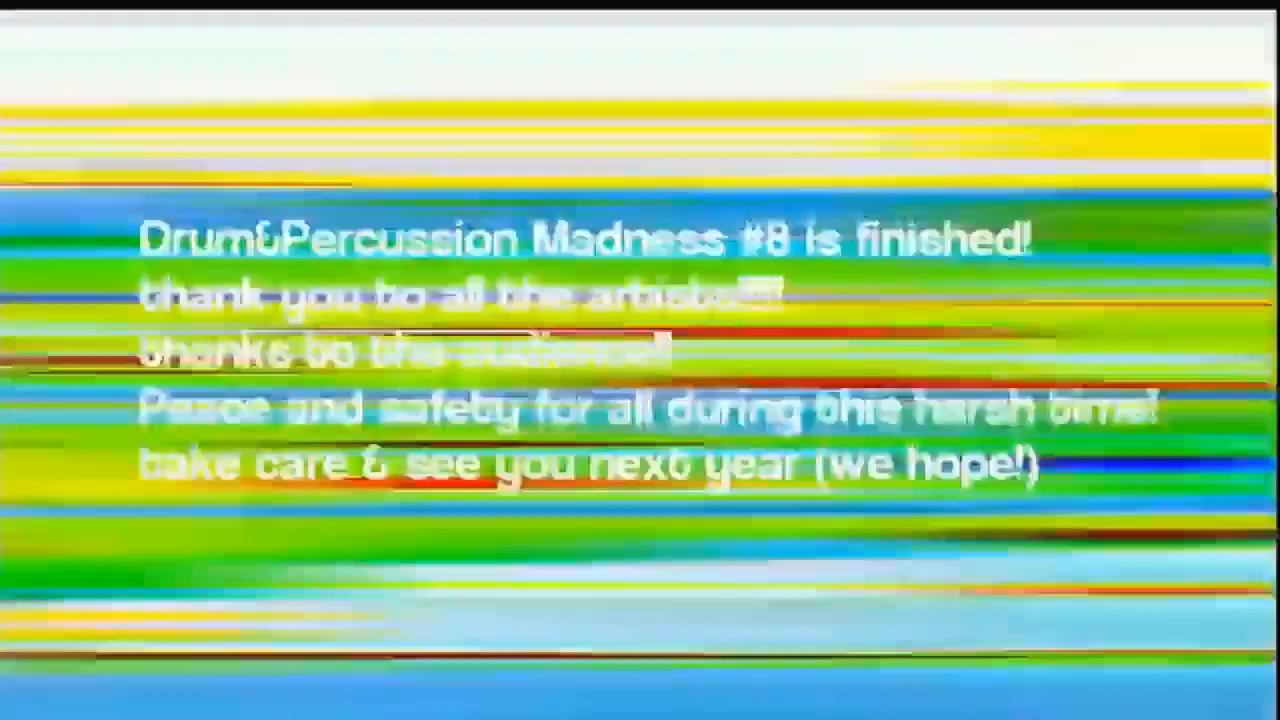 Drum&Percussion Madness #8 is finished!
thank you to all the artists!!!!
thanks to the audience!!
Peace and safety for all during this harsh time!
take care & see you next year (we hope!)